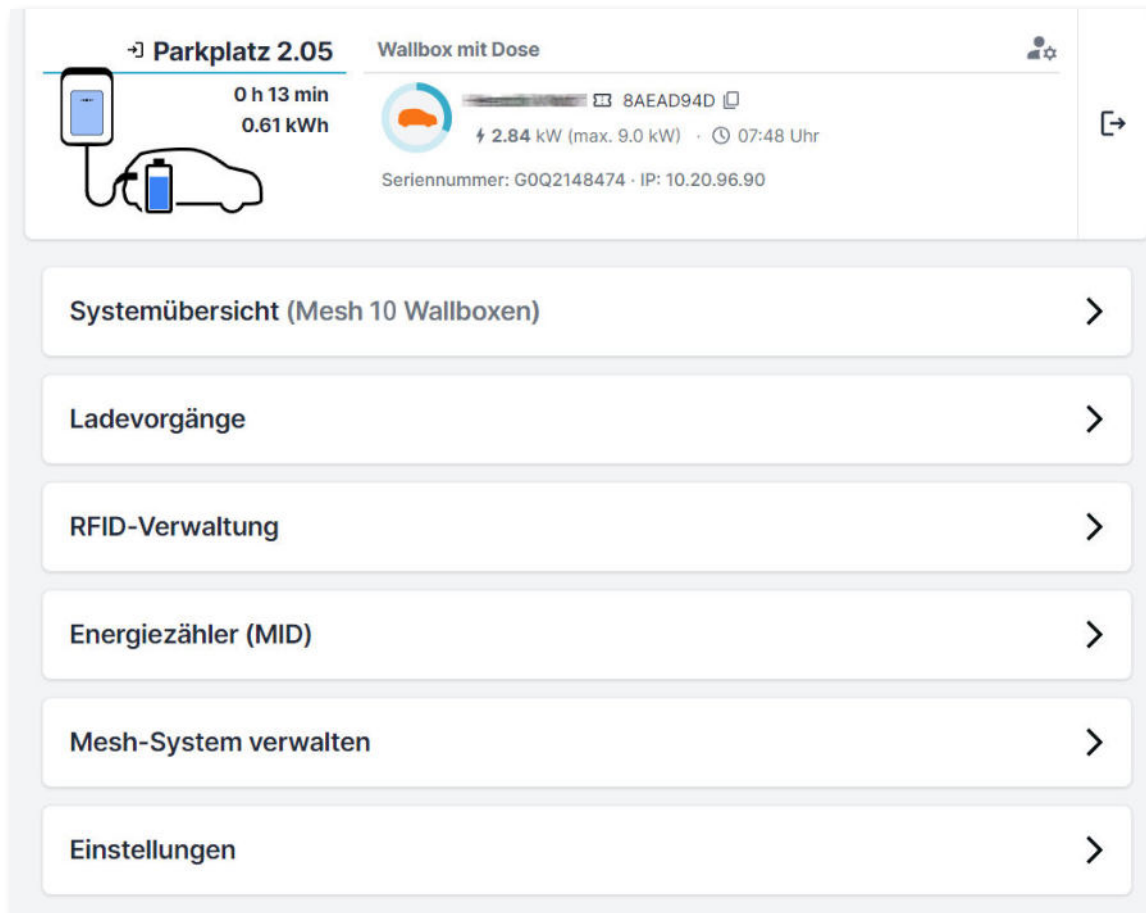 Parkplatz 2.05
0 h 13 min
0.61 kWh
Wallbox mit Dose
8AEAD94D
2.84 kW (max. 9.0 kW) · 07:48 Uhr
Seriennummer: G0Q2148474 · IP: 10.20.96.90
Systemübersicht (Mesh 10 Wallboxen)
Ladevorgänge
RFID-Verwaltung
Energiezähler (MID)
Mesh-System verwalten
Einstellungen